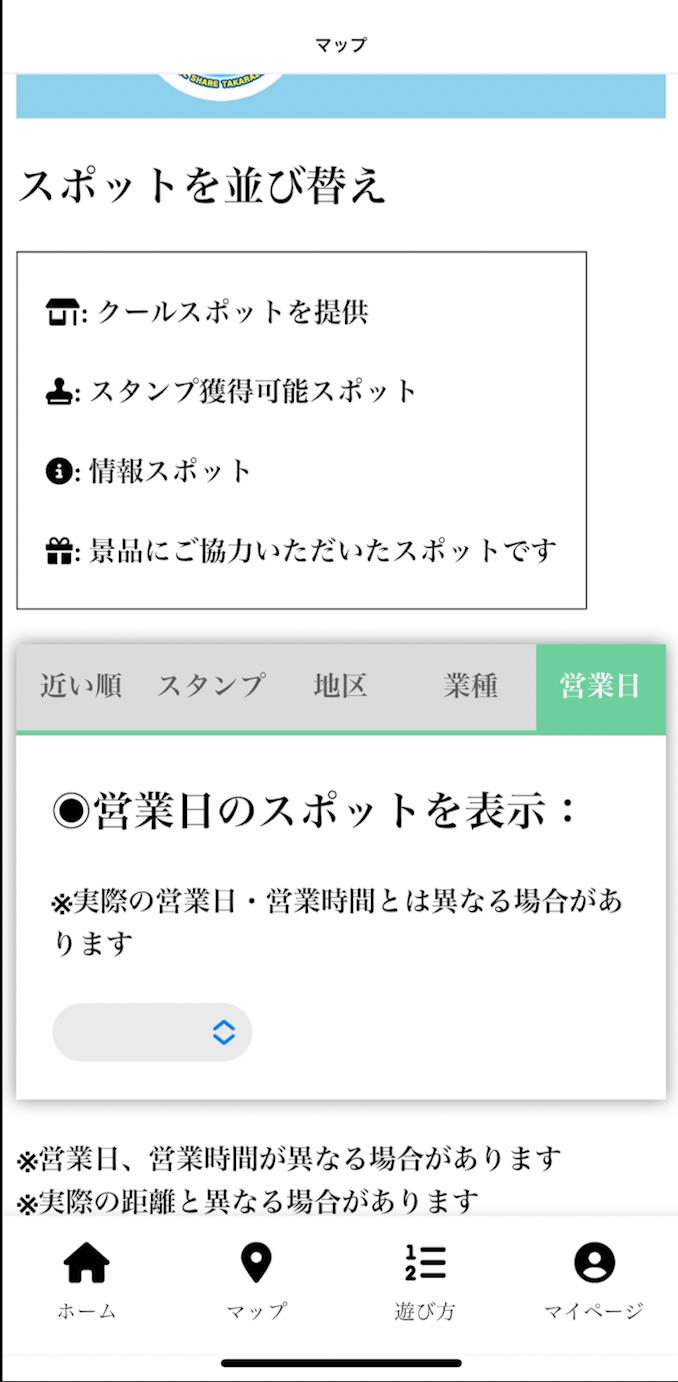 マップ
SHARE TAKARA
スポットを並び替え
: クールスポットを提供
: スタンプ獲得可能スポット
: 情報スポット
: 景品にご協力いただいたスポットです
近い順 スタンプ 地区 業種 営業日
◉営業日のスポットを表示：
※実際の営業日・営業時間とは異なる場合があ
ります
※営業日、営業時間が異なる場合があります
※実際の距離と異なる場合があります
ホーム マップ 遊び方 マイページ